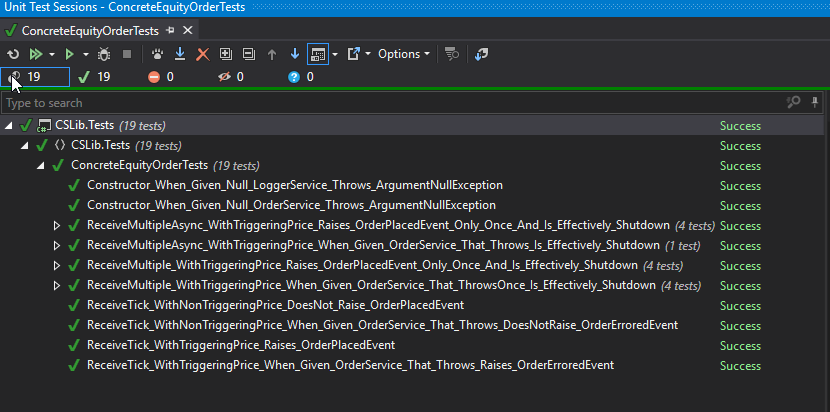 Unit Test Sessions - ConcreteEquityOrderTests
ConcreteEquityOrderTests
Options
19 19 0 0 0
Type to search
CSLib.Tests (19 tests) Success
CSLib.Tests (19 tests) Success
ConcreteEquityOrderTests (19 tests) Success
Constructor_When_Given_Null_LoggerService_Throws_ArgumentNullException Success
Constructor_When_Given_Null_OrderService_Throws_ArgumentNullException Success
ReceiveMultipleAsync_WithTriggeringPrice_Raises_OrderPlacedEvent_Only_Once_And_Is_Effectively_Shutdown (4 tests) Success
ReceiveMultipleAsync_WithTriggeringPrice_When_Given_OrderService_That_Throws_Is_Effectively_Shutdown (1 test) Success
ReceiveMultiple_WithTriggeringPrice_Raises_OrderPlacedEvent_Only_Once_And_Is_Effectively_Shutdown (4 tests) Success
ReceiveMultiple_WithTriggeringPrice_When_Given_OrderService_That_ThrowsOnce_Is_Effectively_Shutdown (4 tests) Success
ReceiveTick_WithNonTriggeringPrice_DoesNot_Raise_OrderPlacedEvent Success
ReceiveTick_WithNonTriggeringPrice_When_Given_OrderService_That_Throws_DoesNotRaise_OrderErroredEvent Success
ReceiveTick_WithTriggeringPrice_Raises_OrderPlacedEvent Success
ReceiveTick_WithTriggeringPrice_When_Given_OrderService_That_Throws_Raises_OrderErroredEvent Success